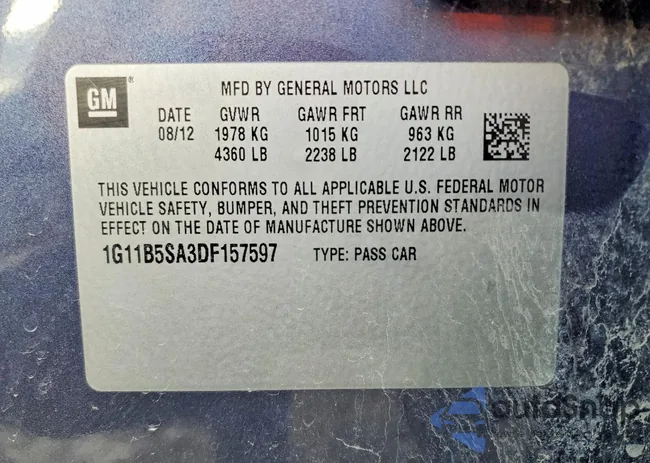 GM®
MFD BY GENERAL MOTORS LLC
DATE GVWR GAWR FRT GAWR RR
08/12 1978 KG 1015 KG 963 KG
4360 LB 2238 LB 2122 LB
THIS VEHICLE CONFORMS TO ALL APPLICABLE U.S. FEDERAL MOTOR
VEHICLE SAFETY, BUMPER, AND THEFT PREVENTION STANDARDS IN
EFFECT ON THE DATE OF MANUFACTURE SHOWN ABOVE.
1G11B5SA3DF157597 TYPE: PASS CAR
autosnap